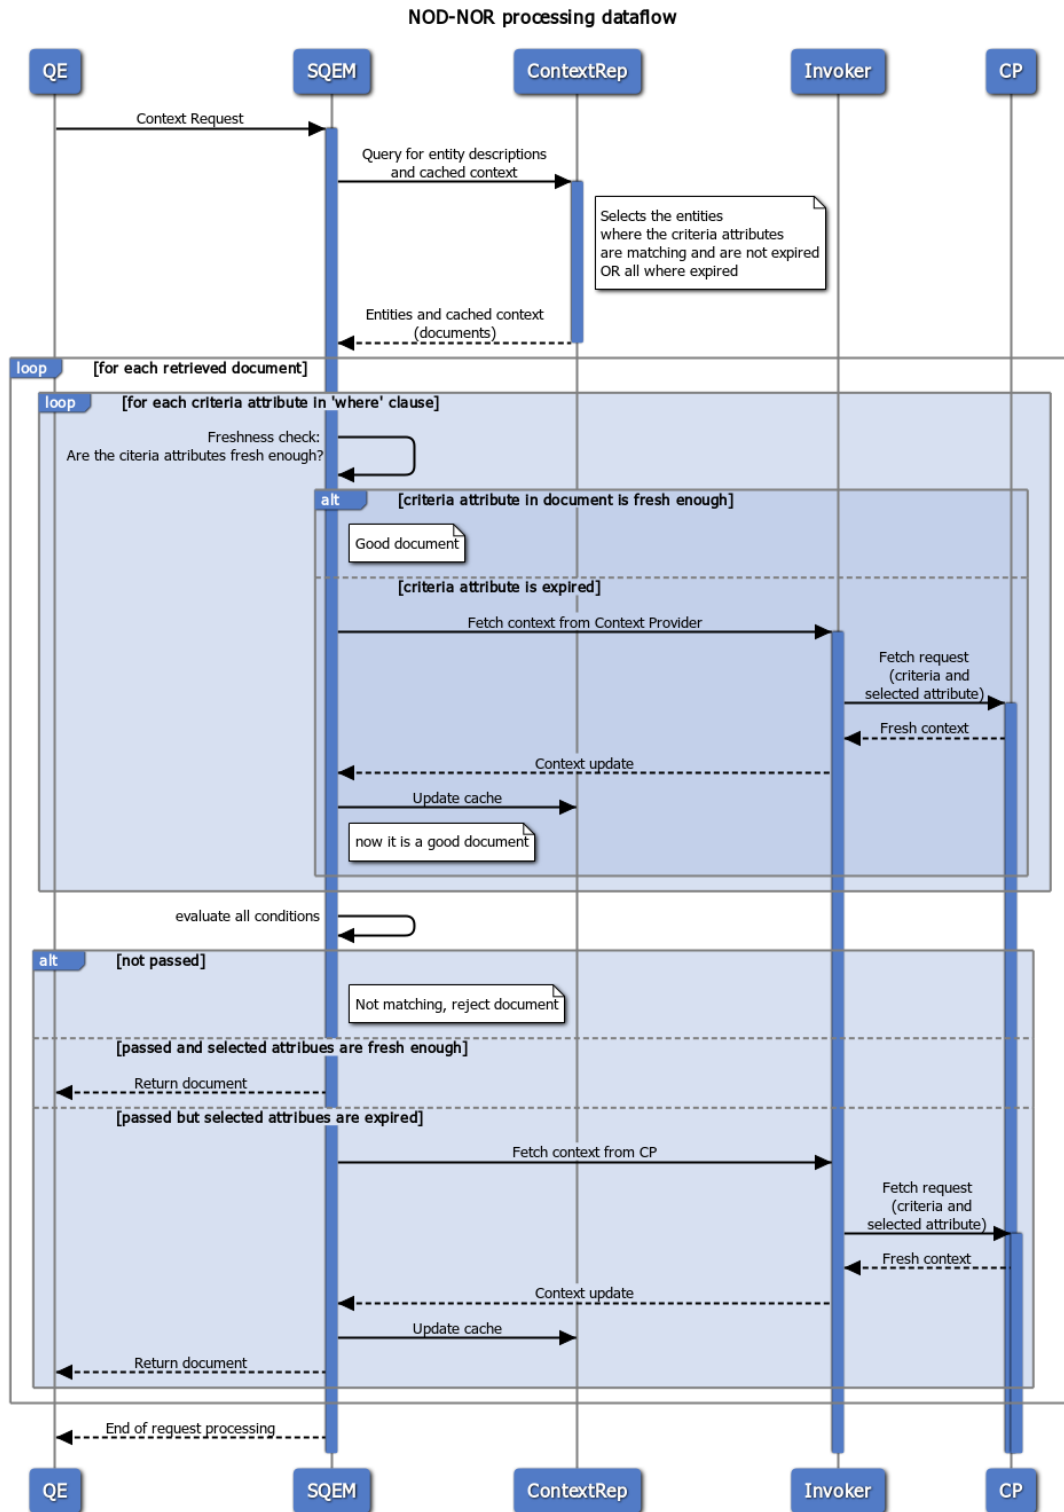 NOD-NOR processing dataflow
QE
SQEM
ContextRep
Invoker
CP
Context Request
Query for entity descriptions
and cached context
Selects the entities
where the criteria attributes
are matching and are not expired
OR all where expired
Entities and cached context
(documents)
loop
[for each retrieved document]
loop
[for each criteria attribute in 'where' clause]
Freshness check:
Are the citeria attributes fresh enough?
alt
[criteria attribute in document is fresh enough]
Good document
[criteria attribute is expired]
Fetch context from Context Provider
Fetch request
(criteria and
selected attribute)
Fresh context
Context update
Update cache
now it is a good document
evaluate all conditions
alt
[not passed]
Not matching, reject document
[passed and selected attribues are fresh enough]
Return document
[passed but selected attribues are expired]
Fetch context from CP
Fetch request
(criteria and
selected attribute)
Fresh context
Context update
Update cache
Return document
End of request processing
QE
SQEM
ContextRep
Invoker
CP